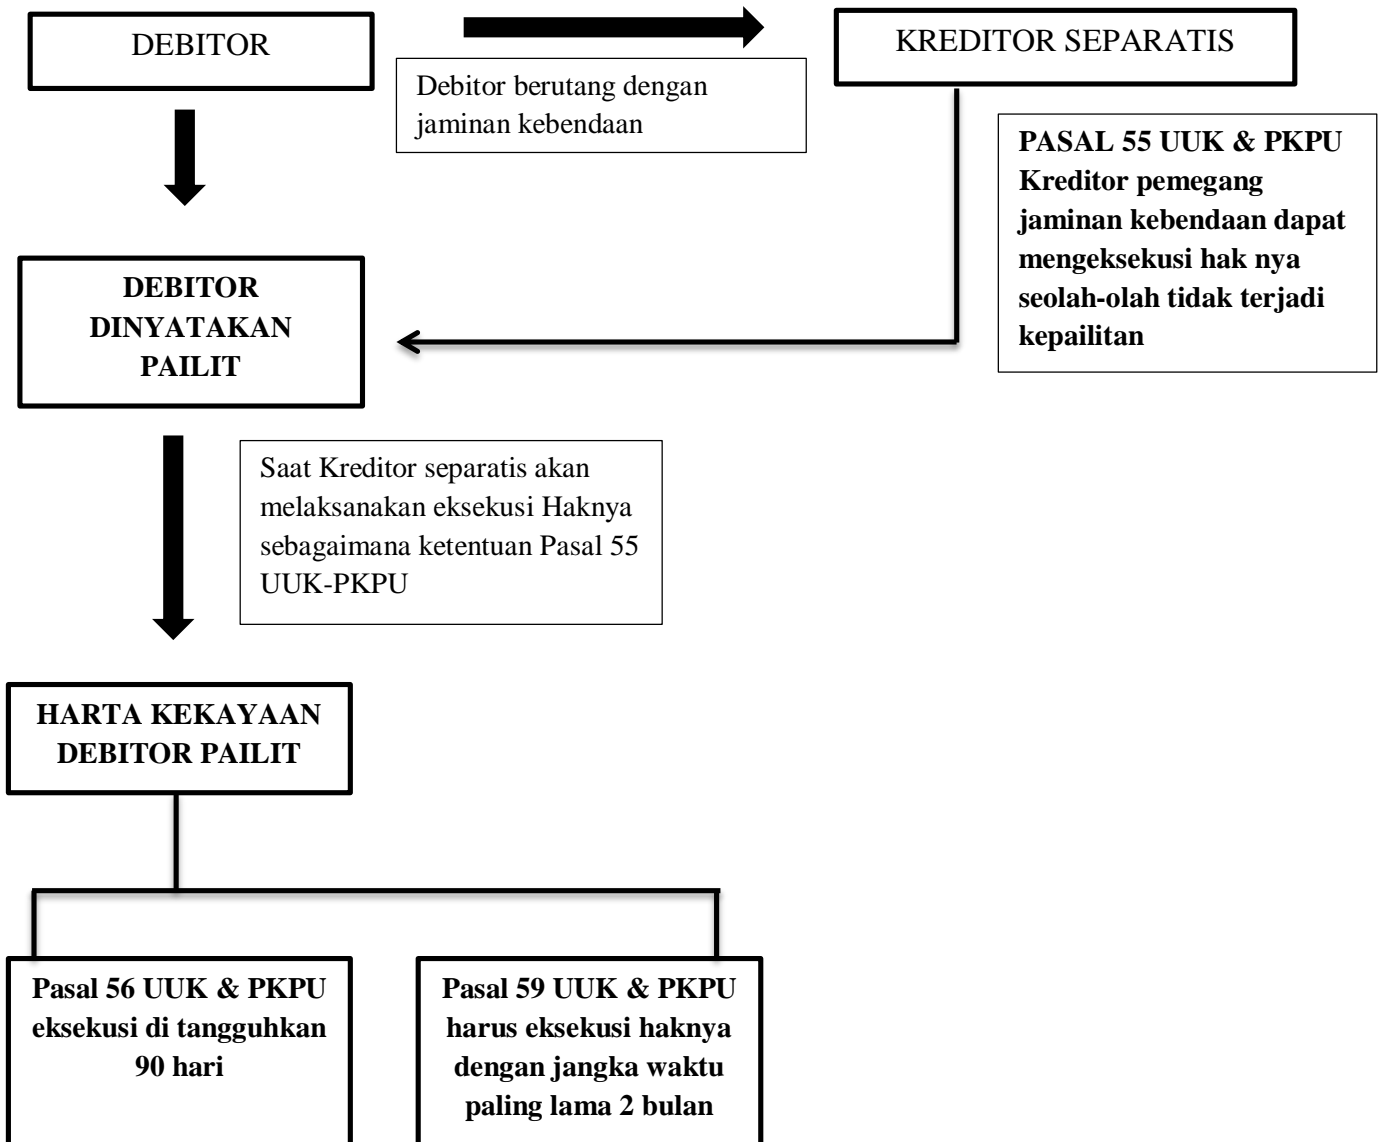 DEBITOR
KREDITOR SEPARATIS
Debitor berutang dengan
jaminan kebendaan
PASAL 55 UUK & PKPU
Kreditor pemegang
jaminan kebendaan dapat
mengeksekusi hak nya
seolah-olah tidak terjadi
kepailitan
DEBITOR
DINYATAKAN
PAILIT
Saat Kreditor separatis akan
melaksanakan eksekusi Haknya
sebagaimana ketentuan Pasal 55
UUK-PKPU
HARTA KEKAYAAN
DEBITOR PAILIT
Pasal 56 UUK & PKPU
eksekusi di tangguhkan
90 hari
Pasal 59 UUK & PKPU
harus eksekusi haknya
dengan jangka waktu
paling lama 2 bulan